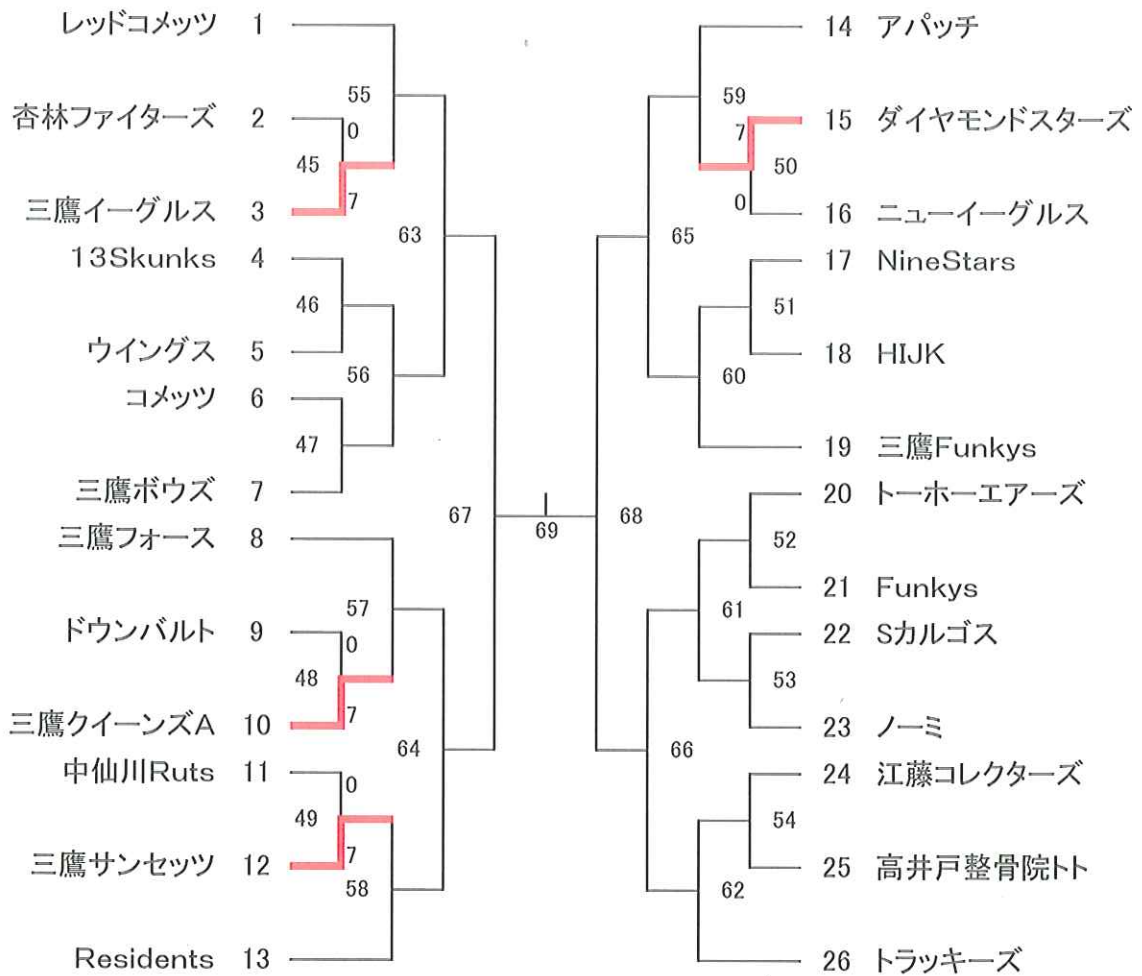 レッドコメッツ 1
55
杏林ファイターズ 2
0
45
三鷹イーグルス 3
7
13Skunks 4
63
46
ウイングス 5
56
コメッツ 6
47
三鷹ボウズ 7
67
三鷹フォース 8
57
ドウンバルト 9
0
48
三鷹クイーンズA 10
7
64
中仙川Ruts 11
0
49
三鷹サンセッツ 12
7
58
Residents 13
69
14 アパッチ
59
7
15 ダイヤモンドスターズ
50
0
16 ニューイーグルス
65
17 NineStars
51
18 HIJK
60
19 三鷹Funkys
20 トーホーエアーズ
68
52
21 Funkys
61
22 Sカルゴス
53
23 ノーミ
66
24 江藤コレクターズ
54
25 高井戸整骨院トト
62
26 トラッキーズ